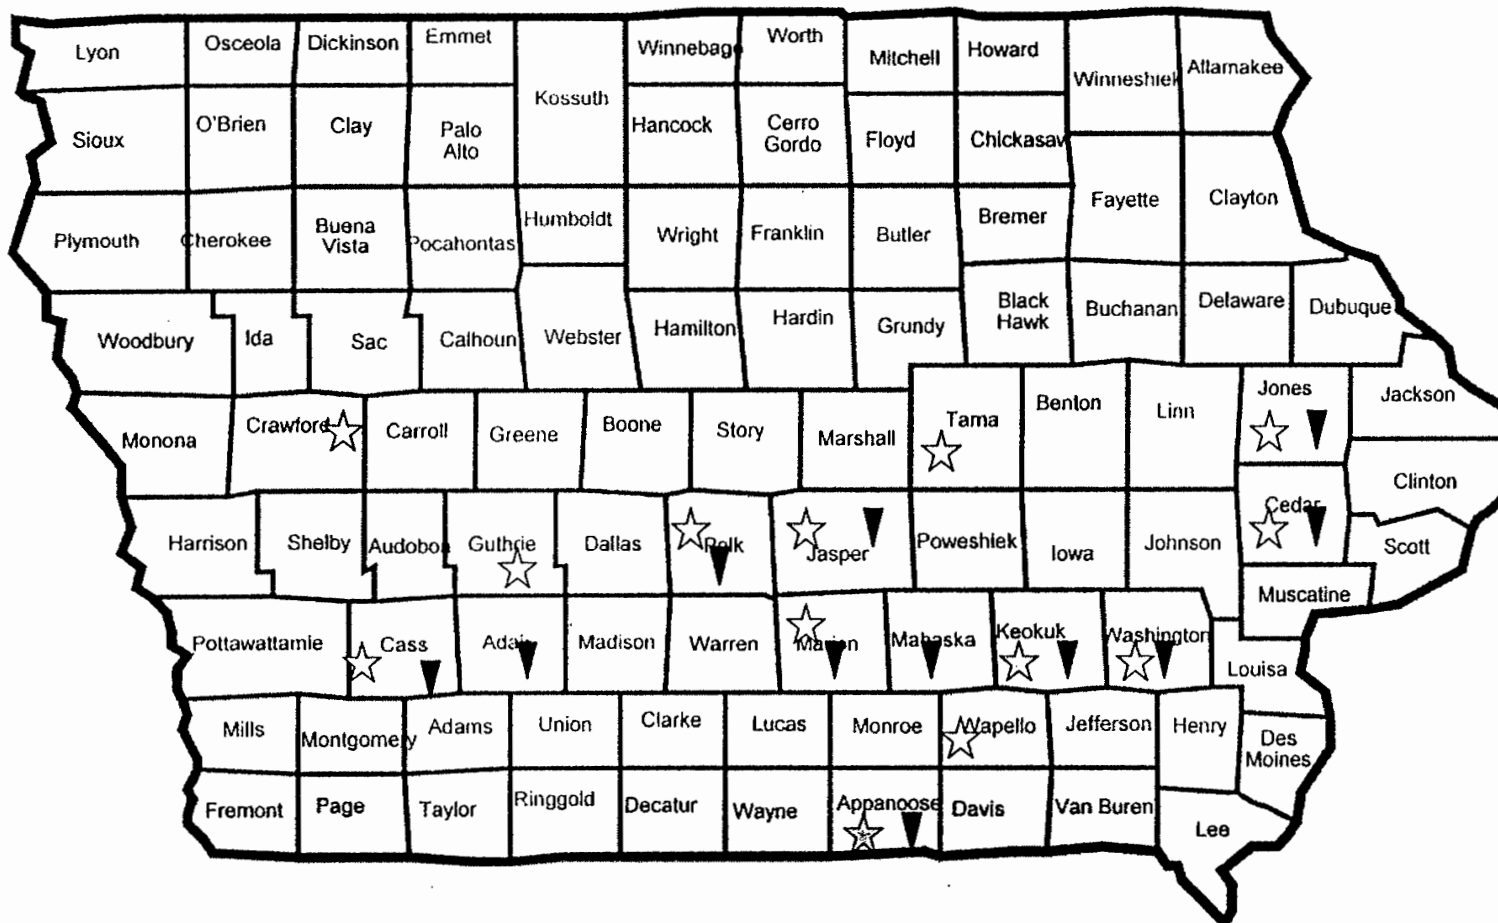 Lyon
Osceola
Dickinson
Emmet
Kossuth
Winnebago
Worth
Mitchell
Howard
Winneshiek
Allamakee
Sioux
O'Brien
Clay
Palo
Alto
Hancock
Cerro
Gordo
Floyd
Chickasaw
Fayette
Clayton
Plymouth
Cherokee
Buena
Vista
Pocahontas
Humboldt
Wright
Franklin
Butler
Bremer
Woodbury
Ida
Sac
Calhoun
Webster
Hamilton
Hardin
Grundy
Black
Hawk
Buchanan
Delaware
Dubuque
Monona
Crawford
Carroll
Greene
Boone
Story
Marshall
Tama
Benton
Linn
Jones
Jackson
Clinton
Harrison
Shelby
Audobon
Guthrie
Dallas
Polk
Jasper
Poweshiek
Iowa
Johnson
Cedar
Scott
Muscatine
Pottawattamie
Cass
Adair
Madison
Warren
Marion
Mahaska
Keokuk
Washington
Louisa
Mills
Montgomery
Adams
Union
Clarke
Lucas
Monroe
Wapello
Jefferson
Henry
Des
Moines
Fremont
Page
Taylor
Ringgold
Decatur
Wayne
Appanoose
Davis
Van Buren
Lee